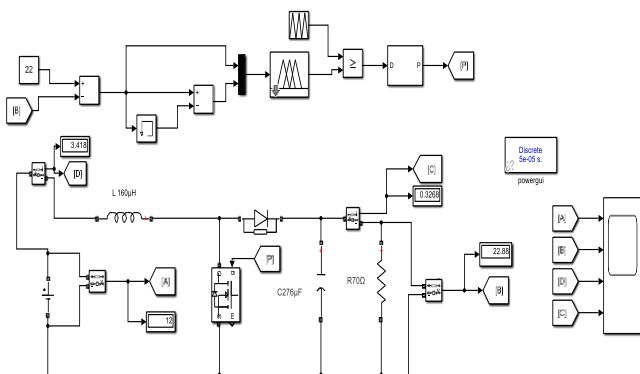 22
+
−
[B]
+
−
≥
D
P
[P]
3.418
[D]
L 160μH
[A]
12
[P]
E
C276μF
R70Ω
[C]
0.3268
22.88
[B]
Discrete
5e-05 s.
powergui
[A]
[B]
[D]
[C]